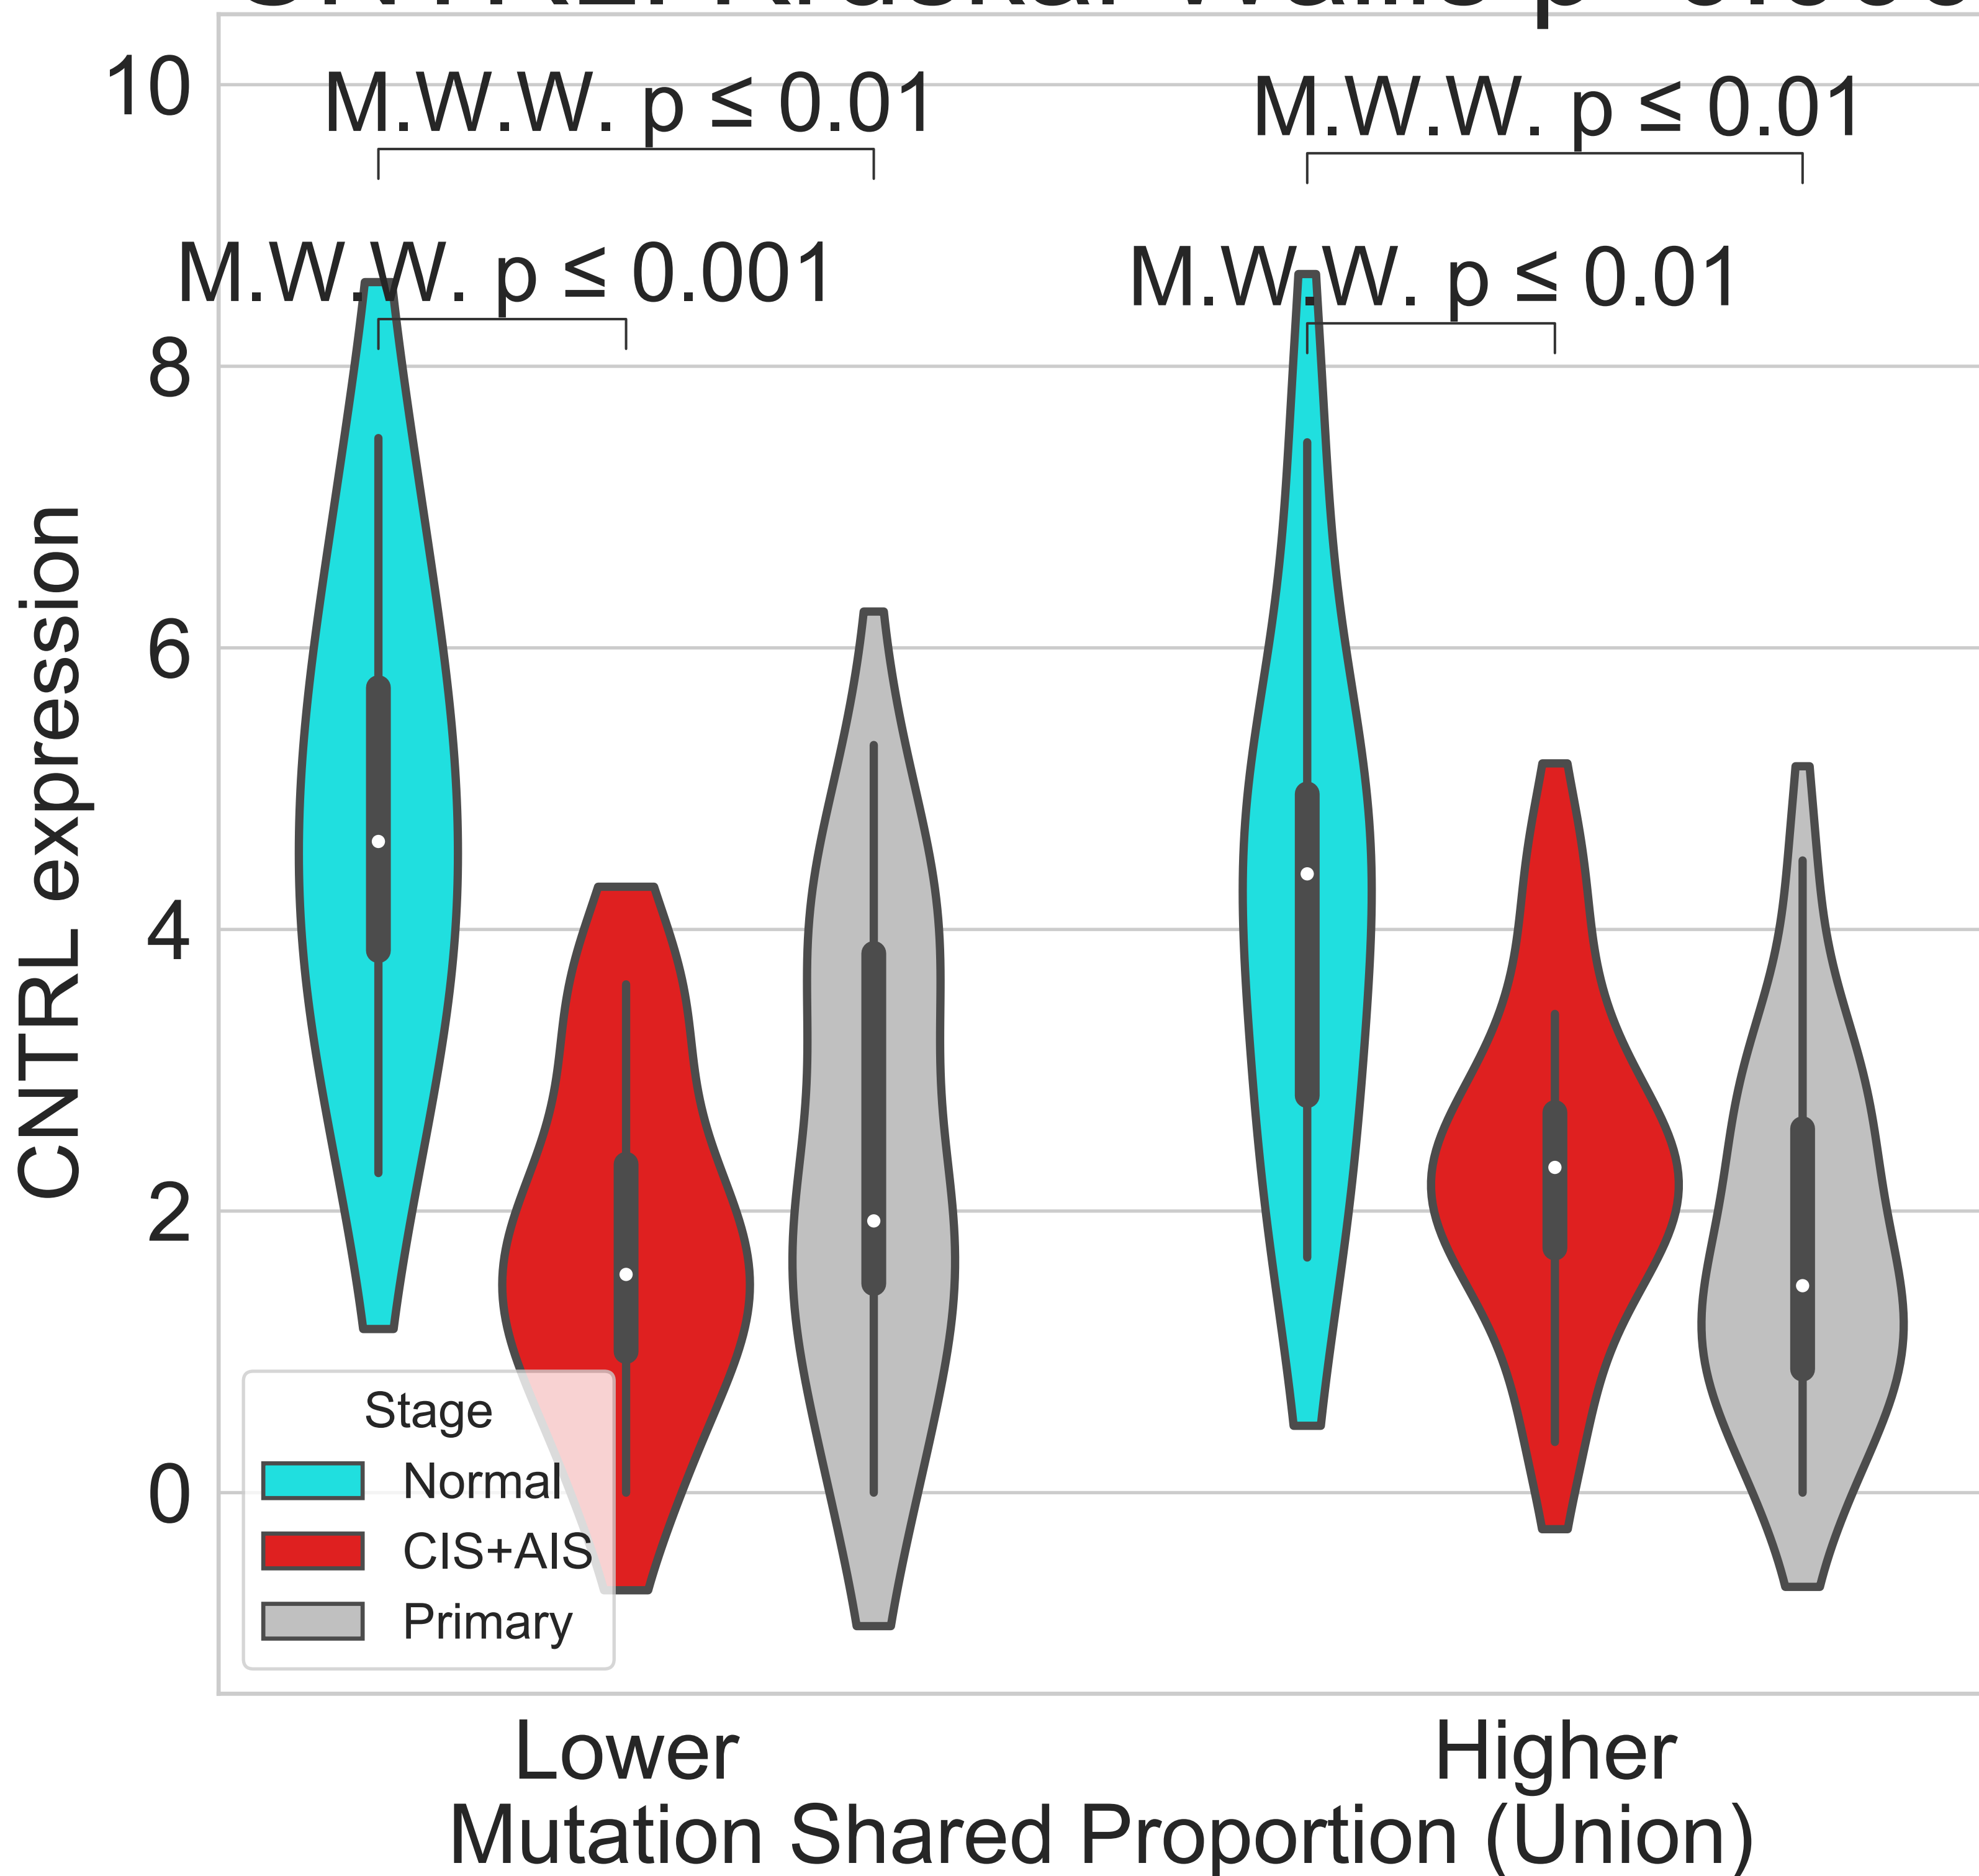 10
M.W.W. p ≤ 0.01
M.W.W. p ≤ 0.01
M.W.W. p ≤ 0.001
M.W.W. p ≤ 0.01
8
6
4
2
0
CNTRL expression
Stage
Normal
CIS+AIS
Primary
Lower
Higher
Mutation Shared Proportion (Union)